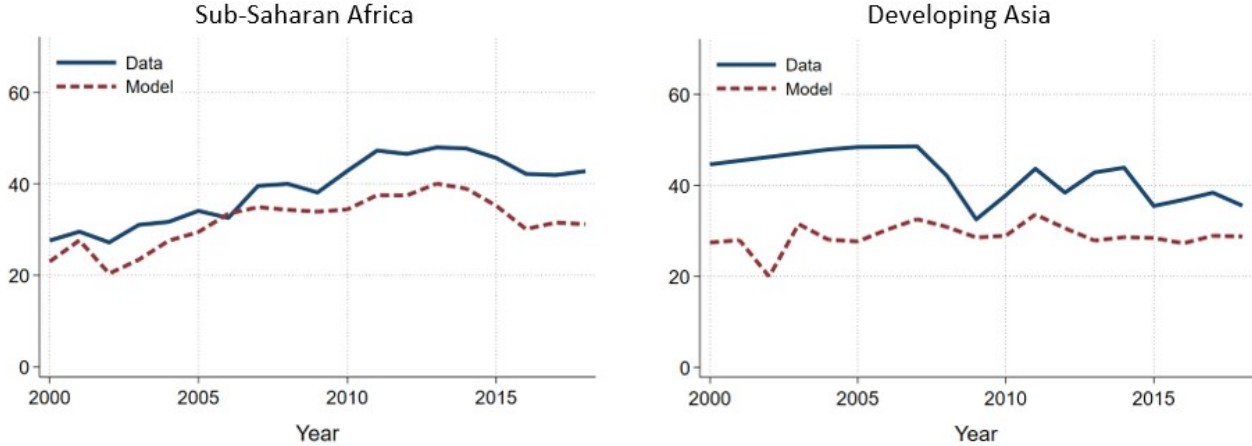 Sub-Saharan Africa
Data
Model
60
40
20
0
2000 2005 2010 2015
Year
Developing Asia
Data
Model
60
40
20
0
2000 2005 2010 2015
Year